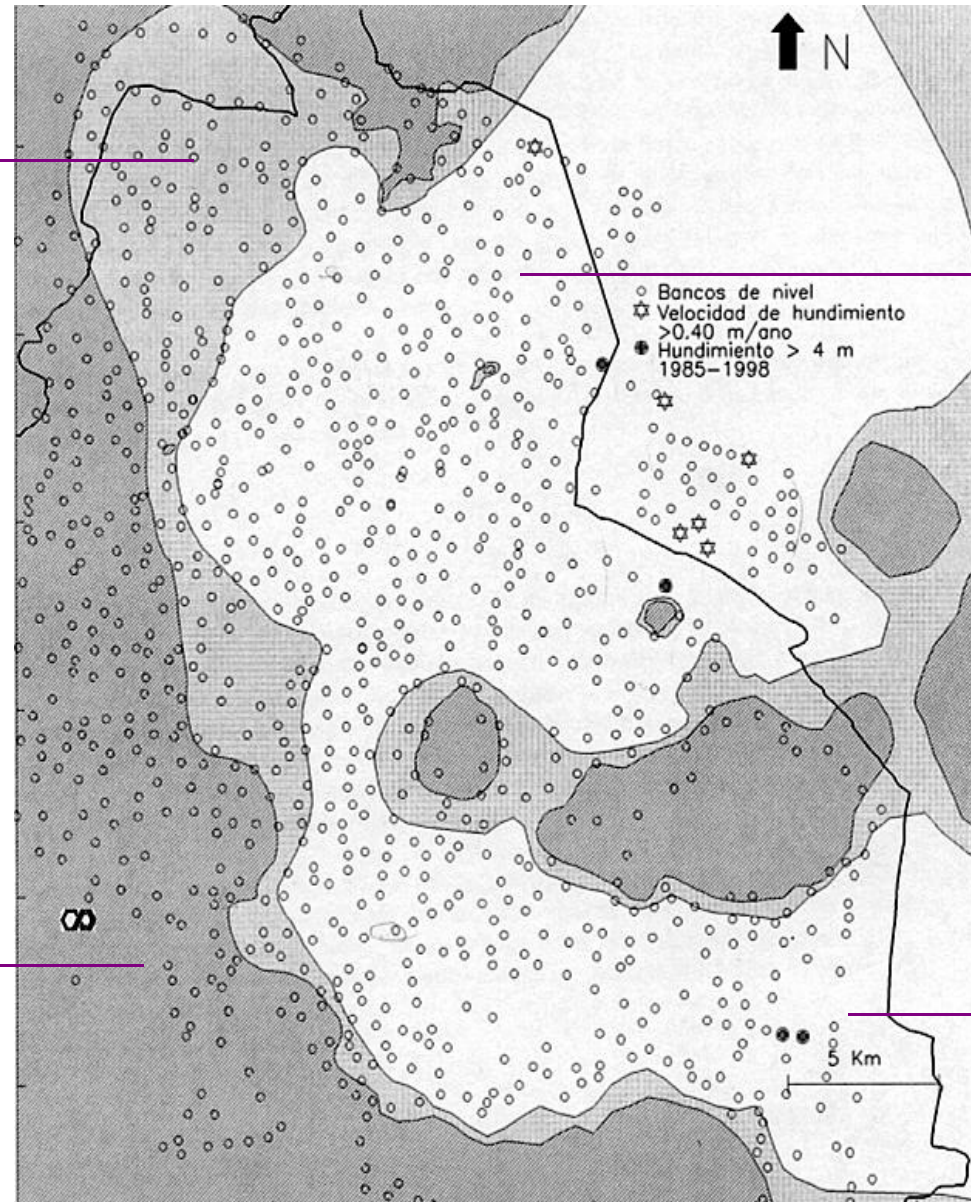 N
Bancos de nivel
Velocidad de hundimiento
>0.40 m/ano
Hundimiento > 4 m
1985-1998
5 Km